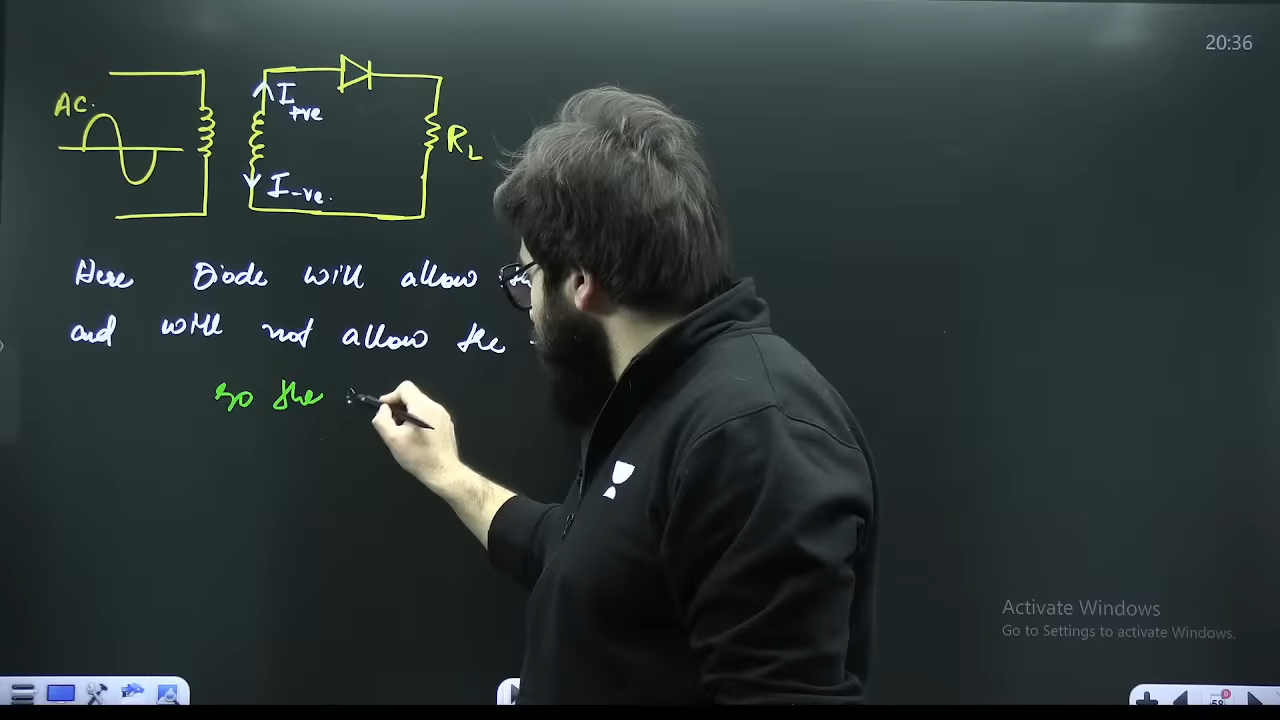 20:36
AC.
I+ve
RL
I-ve.
Here Diode will allow
and will not allow the
so the
Activate Windows
Go to Settings to activate Windows.
58